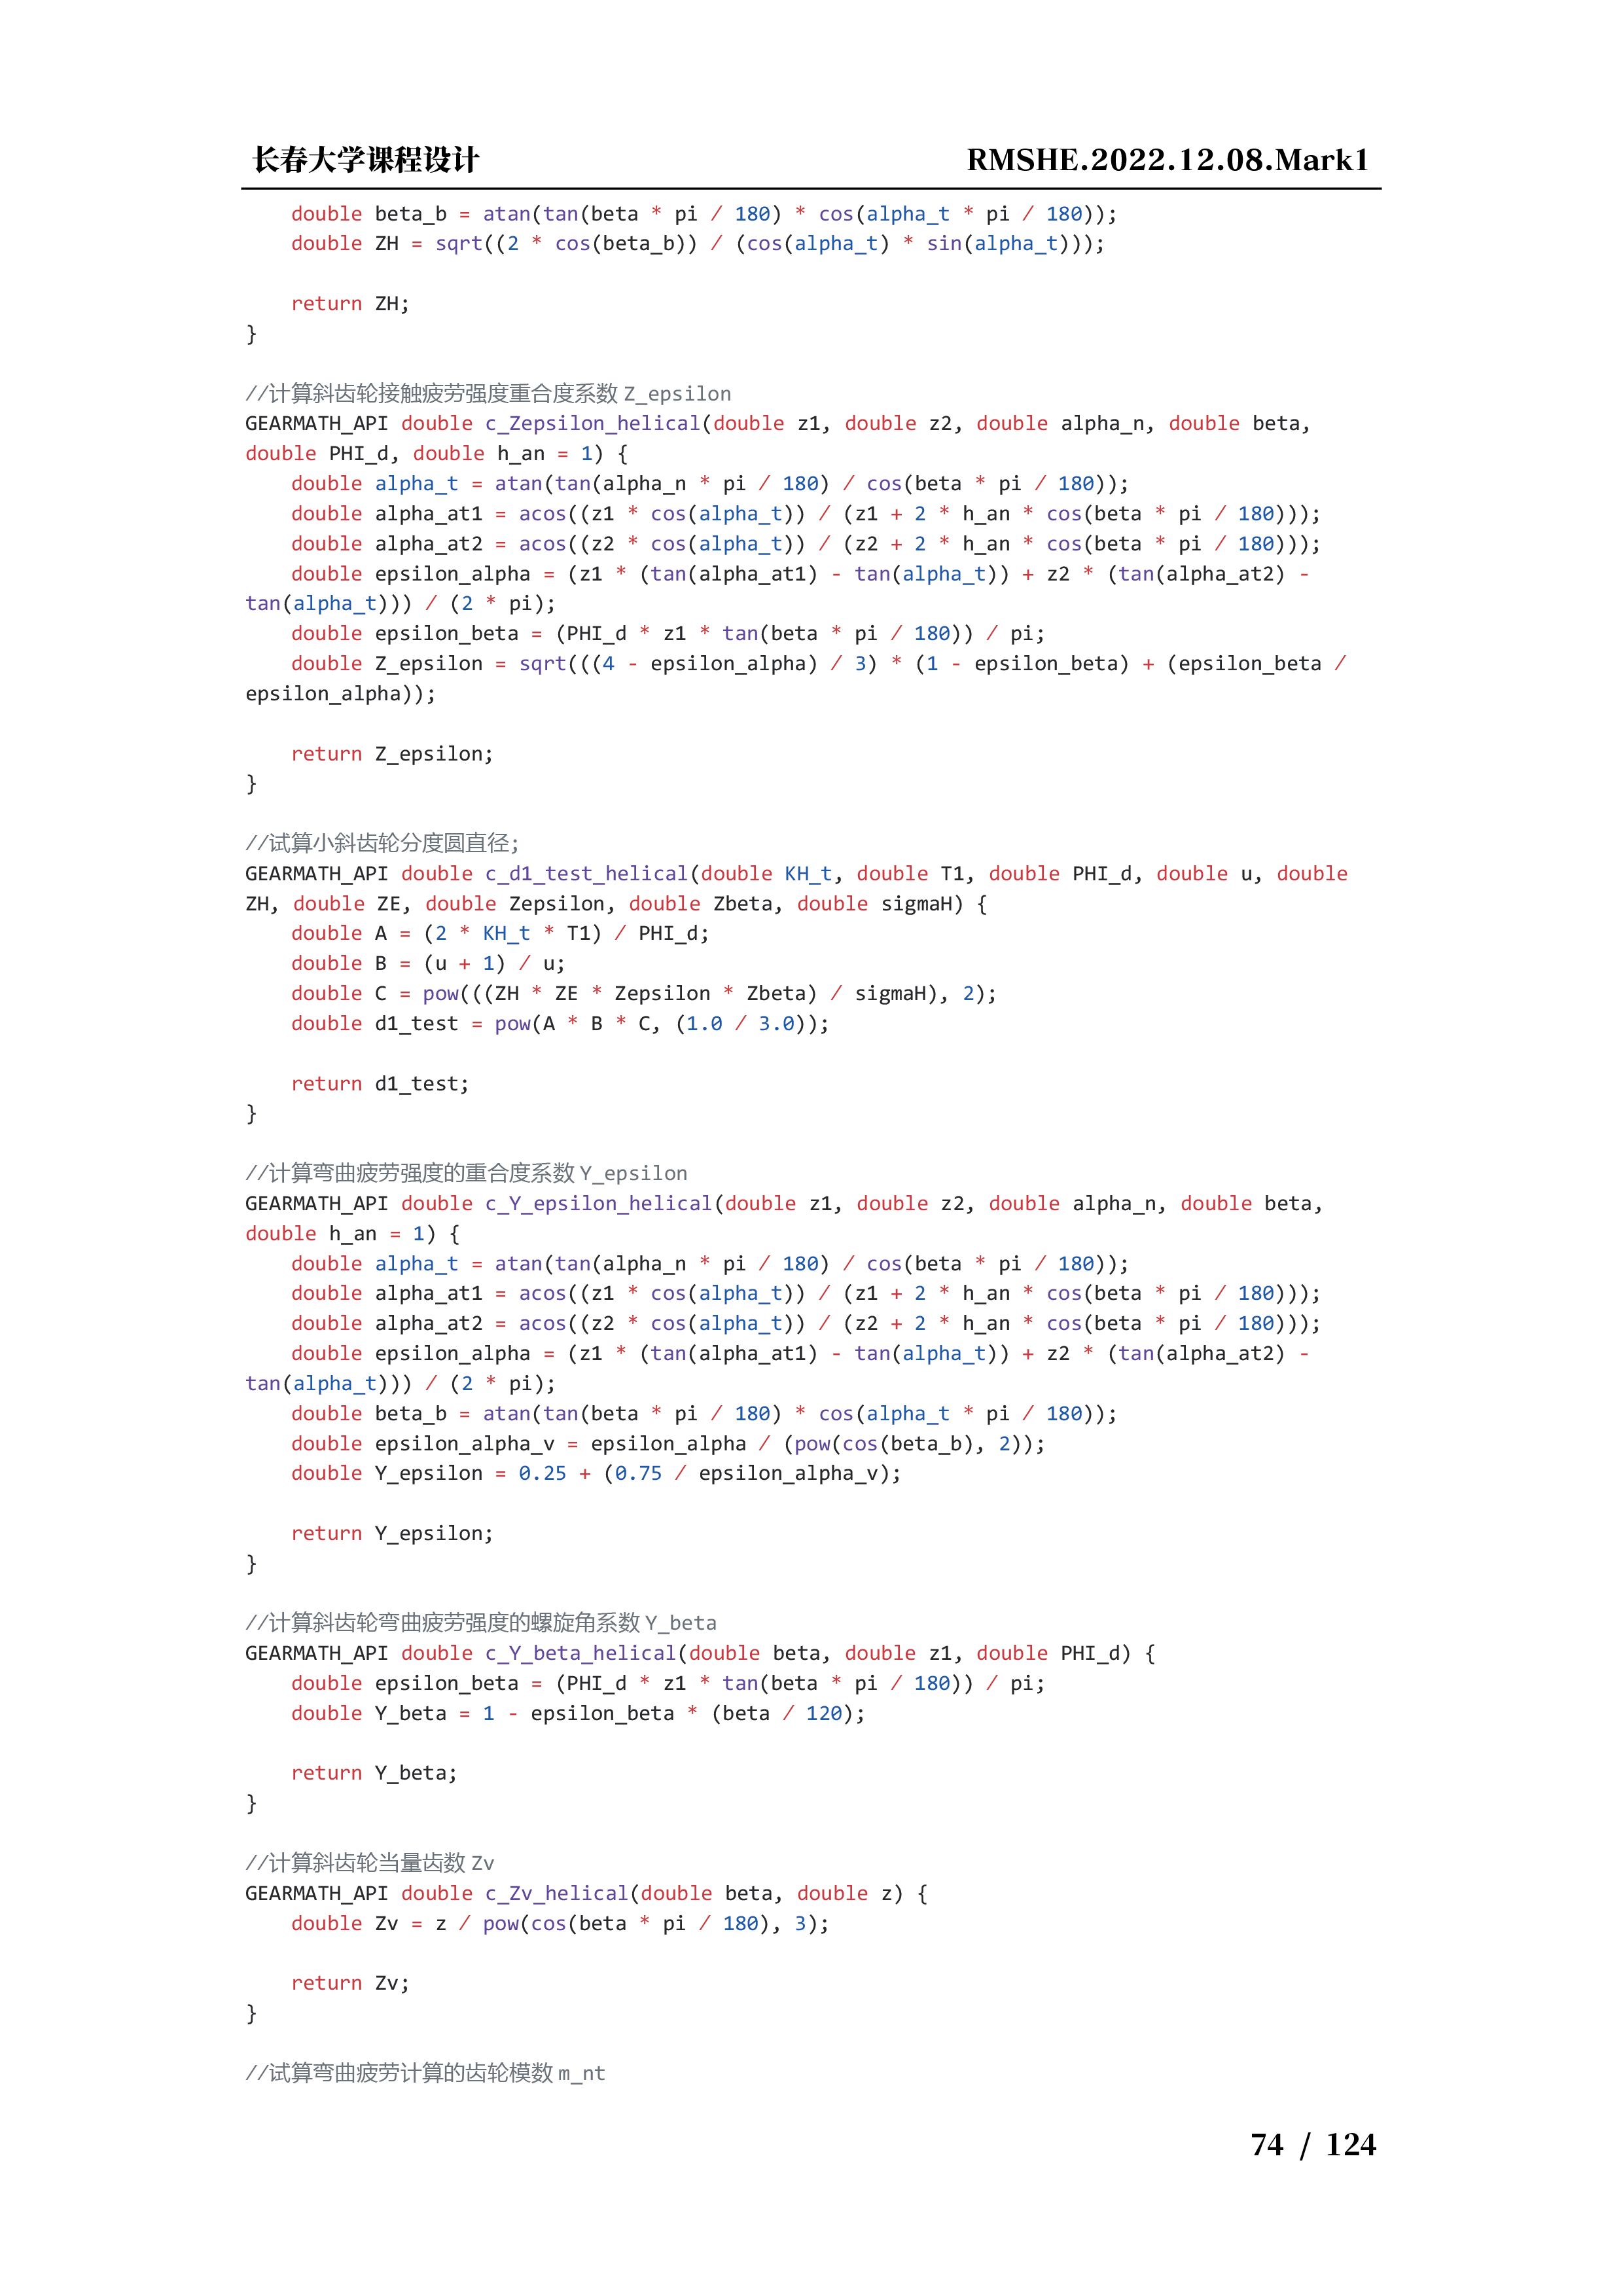 长春大学课程设计 RMSHE.2022.12.08.Mark1
    double beta_b = atan(tan(beta * pi / 180) * cos(alpha_t * pi / 180));
    double ZH = sqrt((2 * cos(beta_b)) / (cos(alpha_t) * sin(alpha_t)));

    return ZH;
}

//计算斜齿轮接触疲劳强度重合度系数 Z_epsilon
GEARMATH_API double c_Zepsilon_helical(double z1, double z2, double alpha_n, double beta,
double PHI_d, double h_an = 1) {
    double alpha_t = atan(tan(alpha_n * pi / 180) / cos(beta * pi / 180));
    double alpha_at1 = acos((z1 * cos(alpha_t)) / (z1 + 2 * h_an * cos(beta * pi / 180)));
    double alpha_at2 = acos((z2 * cos(alpha_t)) / (z2 + 2 * h_an * cos(beta * pi / 180)));
    double epsilon_alpha = (z1 * (tan(alpha_at1) - tan(alpha_t)) + z2 * (tan(alpha_at2) -
tan(alpha_t))) / (2 * pi);
    double epsilon_beta = (PHI_d * z1 * tan(beta * pi / 180)) / pi;
    double Z_epsilon = sqrt(((4 - epsilon_alpha) / 3) * (1 - epsilon_beta) + (epsilon_beta /
epsilon_alpha));

    return Z_epsilon;
}

//试算小斜齿轮分度圆直径;
GEARMATH_API double c_d1_test_helical(double KH_t, double T1, double PHI_d, double u, double
ZH, double ZE, double Zepsilon, double Zbeta, double sigmaH) {
    double A = (2 * KH_t * T1) / PHI_d;
    double B = (u + 1) / u;
    double C = pow(((ZH * ZE * Zepsilon * Zbeta) / sigmaH), 2);
    double d1_test = pow(A * B * C, (1.0 / 3.0));

    return d1_test;
}

//计算弯曲疲劳强度的重合度系数 Y_epsilon
GEARMATH_API double c_Y_epsilon_helical(double z1, double z2, double alpha_n, double beta,
double h_an = 1) {
    double alpha_t = atan(tan(alpha_n * pi / 180) / cos(beta * pi / 180));
    double alpha_at1 = acos((z1 * cos(alpha_t)) / (z1 + 2 * h_an * cos(beta * pi / 180)));
    double alpha_at2 = acos((z2 * cos(alpha_t)) / (z2 + 2 * h_an * cos(beta * pi / 180)));
    double epsilon_alpha = (z1 * (tan(alpha_at1) - tan(alpha_t)) + z2 * (tan(alpha_at2) -
tan(alpha_t))) / (2 * pi);
    double beta_b = atan(tan(beta * pi / 180) * cos(alpha_t * pi / 180));
    double epsilon_alpha_v = epsilon_alpha / (pow(cos(beta_b), 2));
    double Y_epsilon = 0.25 + (0.75 / epsilon_alpha_v);

    return Y_epsilon;
}

//计算斜齿轮弯曲疲劳强度的螺旋角系数 Y_beta
GEARMATH_API double c_Y_beta_helical(double beta, double z1, double PHI_d) {
    double epsilon_beta = (PHI_d * z1 * tan(beta * pi / 180)) / pi;
    double Y_beta = 1 - epsilon_beta * (beta / 120);

    return Y_beta;
}

//计算斜齿轮当量齿数 Zv
GEARMATH_API double c_Zv_helical(double beta, double z) {
    double Zv = z / pow(cos(beta * pi / 180), 3);

    return Zv;
}

//试算弯曲疲劳计算的齿轮模数 m_nt
74 / 124